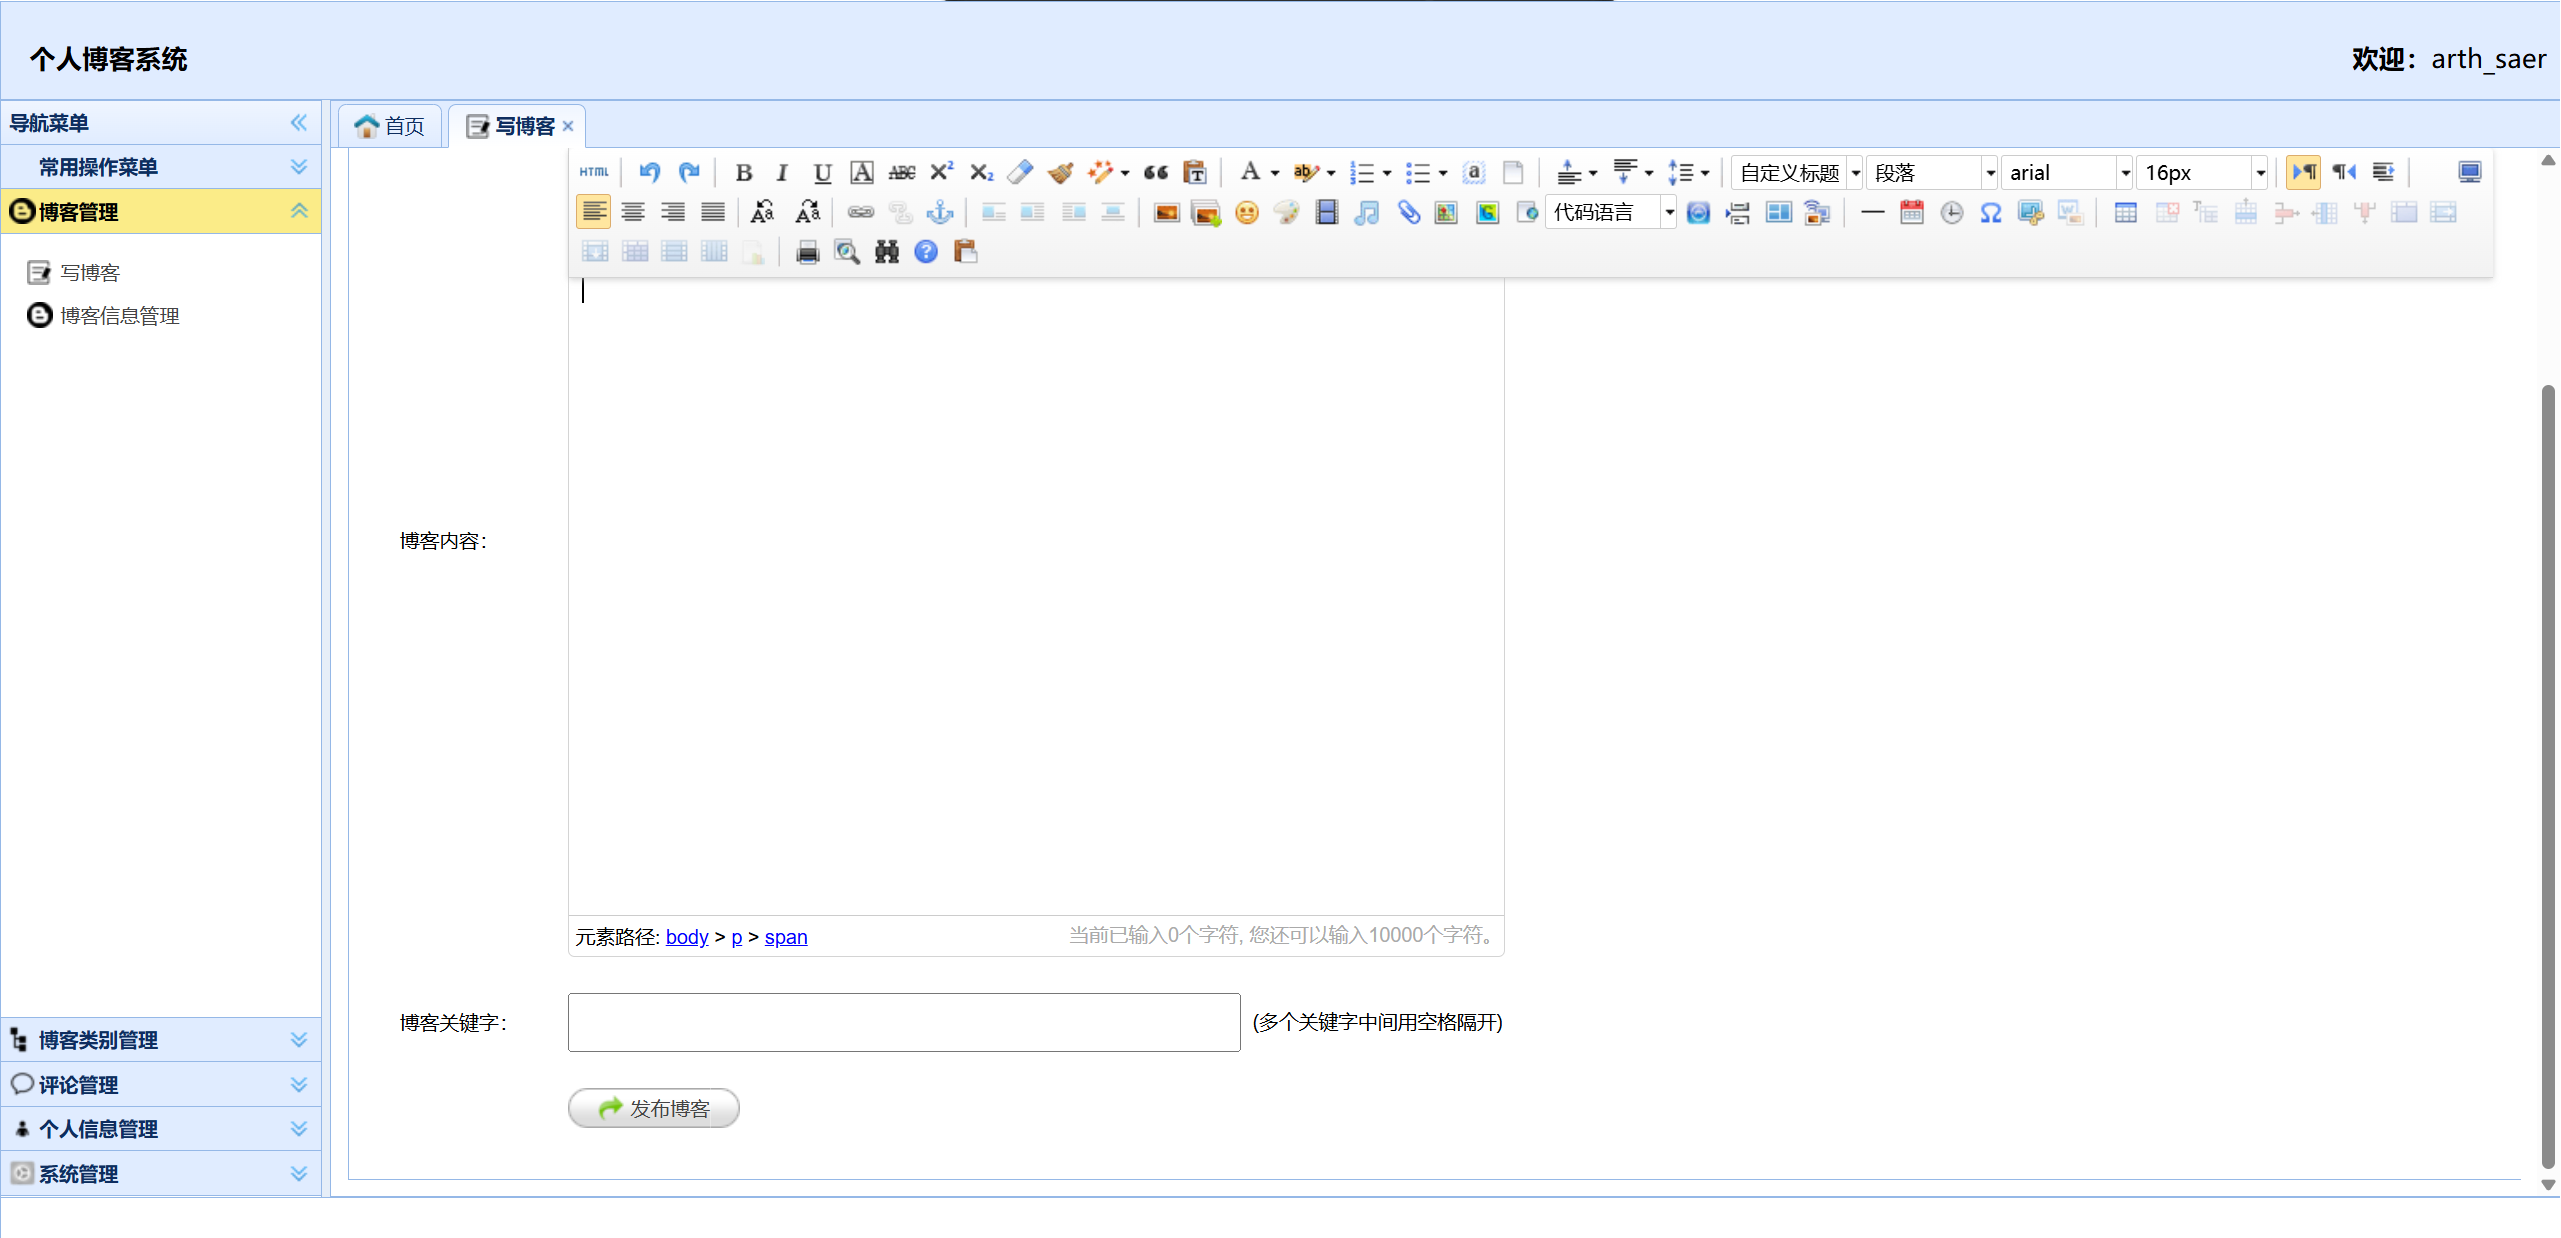 个人博客系统
欢迎：arth_saer
导航菜单
常用操作菜单
博客管理
写博客
博客信息管理
博客类别管理
评论管理
个人信息管理
系统管理
首页
写博客
HTML
自定义标题
段落
arial
16px
代码语言
博客内容：
元素路径: body > p > span
当前已输入0个字符, 您还可以输入10000个字符。
博客关键字：
(多个关键字中间用空格隔开)
发布博客